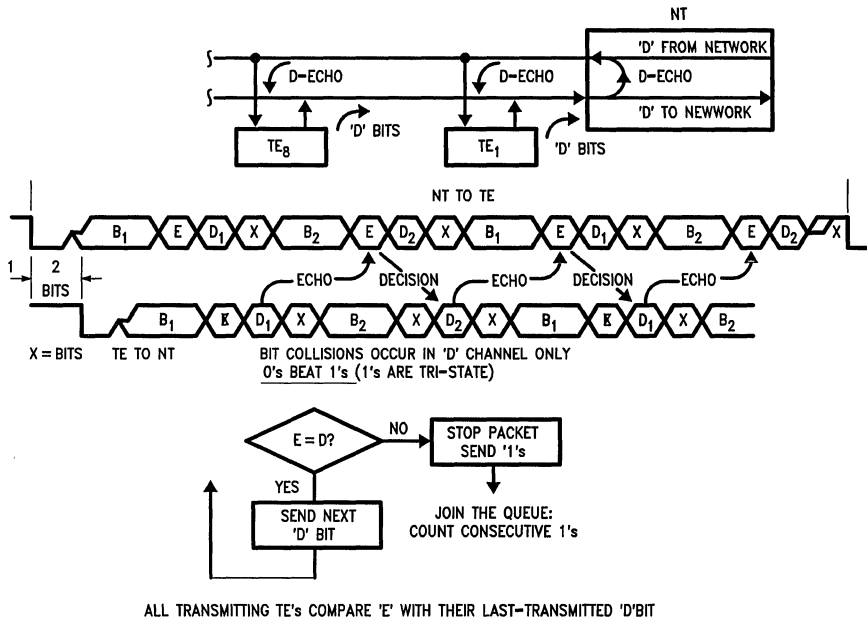 NT
'D' FROM NETWORK
D-ECHO
D-ECHO
D-ECHO
'D' TO NEWWORK
'D' BITS
'D' BITS
TE8
TE1
NT TO TE
B1 E D1 X B2 E D2 X B1 E D1 X B2 E D2 X
1 2
BITS
ECHO DECISION ECHO DECISION ECHO
B1 D1 X B2 X D2 X B1 D1 X B2
X = BITS TE TO NT BIT COLLISIONS OCCUR IN 'D' CHANNEL ONLY
0's BEAT 1's (1's ARE TRI-STATE)
E = D?
NO
STOP PACKET
SEND '1's
YES
SEND NEXT
'D' BIT
JOIN THE QUEUE:
COUNT CONSECUTIVE 1's
ALL TRANSMITTING TE's COMPARE 'E' WITH THEIR LAST-TRANSMITTED 'D'BIT